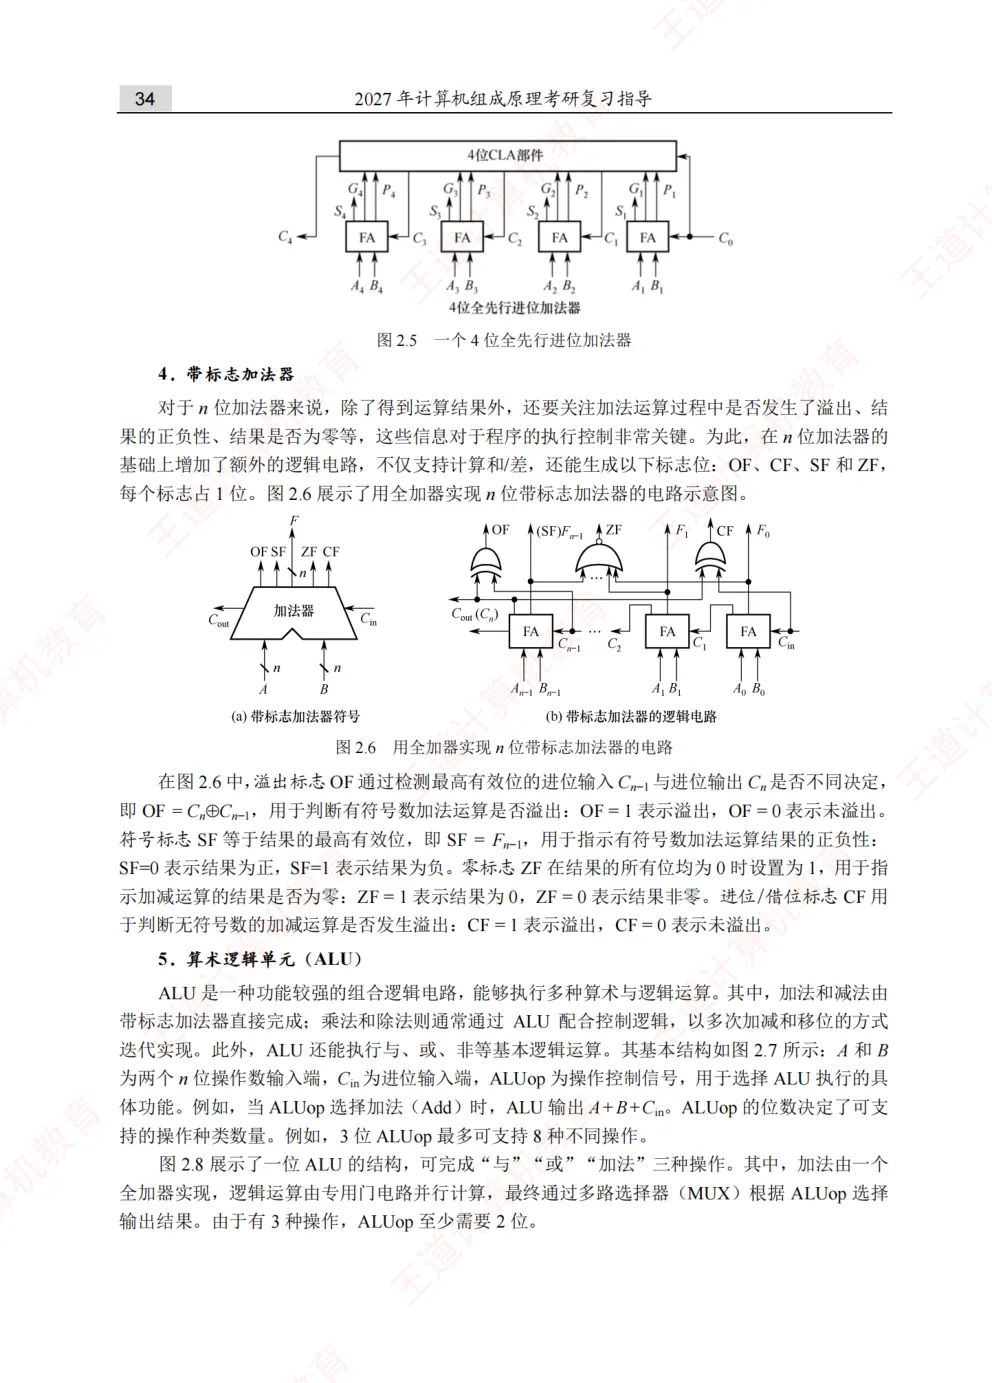 34
2027 年计算机组成原理考研复习指导
4位CLA部件
G4 P4 G3 P3 G2 P2 G1 P1
S4 S3 S2 S1
C4 FA C3 FA C2 FA C1 FA C0
A4 B4 A3 B3 A2 B2 A1 B1
4位全先行进位加法器
图 2.5 一个 4 位全先行进位加法器
4．带标志加法器
对于 n 位加法器来说，除了得到运算结果外，还要关注加法运算过程中是否发生了溢出、结
果的正负性、结果是否为零等，这些信息对于程序的执行控制非常关键。为此，在 n 位加法器的
基础上增加了额外的逻辑电路，不仅支持计算和/差，还能生成以下标志位：OF、CF、SF 和 ZF，
每个标志占 1 位。图 2.6 展示了用全加器实现 n 位带标志加法器的电路示意图。
F
OF SF ZF CF
n
加法器
Cout Cin
n n
A B
(a) 带标志加法器符号
OF (SF)Fn−1 ZF F1 CF F0
…
Cout (Cn)
FA Cn−1 … C2 FA C1 FA Cin
An−1 Bn−1 A1 B1 A0 B0
(b) 带标志加法器的逻辑电路
图 2.6 用全加器实现 n 位带标志加法器的电路
在图 2.6 中，溢出标志 OF 通过检测最高有效位的进位输入 Cn−1 与进位输出 Cn 是否不同决定，
即 OF = Cn⊕Cn−1，用于判断有符号数加法运算是否溢出：OF = 1 表示溢出，OF = 0 表示未溢出。
符号标志 SF 等于结果的最高有效位，即 SF = Fn−1，用于指示有符号数加法运算结果的正负性：
SF=0 表示结果为正，SF=1 表示结果为负。零标志 ZF 在结果的所有位均为 0 时设置为 1，用于指
示加减运算的结果是否为零：ZF = 1 表示结果为 0，ZF = 0 表示结果非零。进位/借位标志 CF 用
于判断无符号数的加减运算是否发生溢出：CF = 1 表示溢出，CF = 0 表示未溢出。
5．算术逻辑单元（ALU）
ALU 是一种功能较强的组合逻辑电路，能够执行多种算术与逻辑运算。其中，加法和减法由
带标志加法器直接完成；乘法和除法则通常通过 ALU 配合控制逻辑，以多次加减和移位的方式
迭代实现。此外，ALU 还能执行与、或、非等基本逻辑运算。其基本结构如图 2.7 所示：A 和 B
为两个 n 位操作数输入端，Cin 为进位输入端，ALUop 为操作控制信号，用于选择 ALU 执行的具
体功能。例如，当 ALUop 选择加法（Add）时，ALU 输出 A+B+Cin。ALUop 的位数决定了可支
持的操作种类数量。例如，3 位 ALUop 最多可支持 8 种不同操作。
图 2.8 展示了一位 ALU 的结构，可完成“与”“或”“加法”三种操作。其中，加法由一个
全加器实现，逻辑运算由专用门电路并行计算，最终通过多路选择器（MUX）根据 ALUop 选择
输出结果。由于有 3 种操作，ALUop 至少需要 2 位。
王道计算机教育